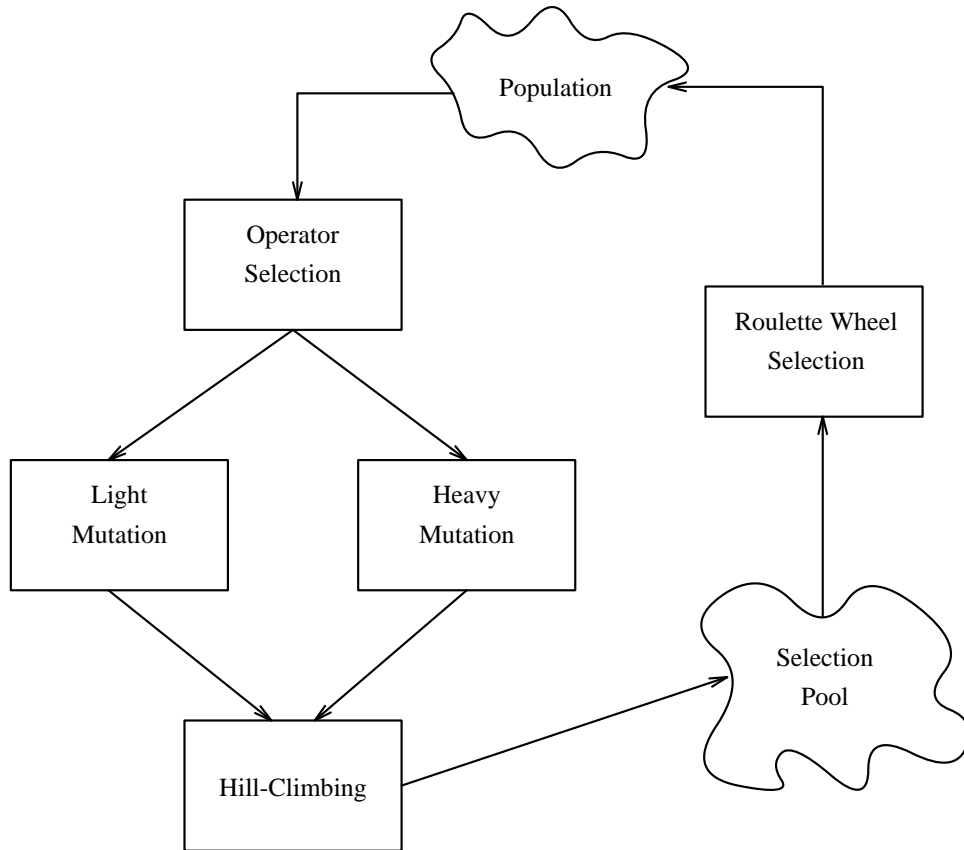 Population
Operator
Selection
Roulette Wheel
Selection
Light
Mutation
Heavy
Mutation
Selection
Pool
Hill-Climbing